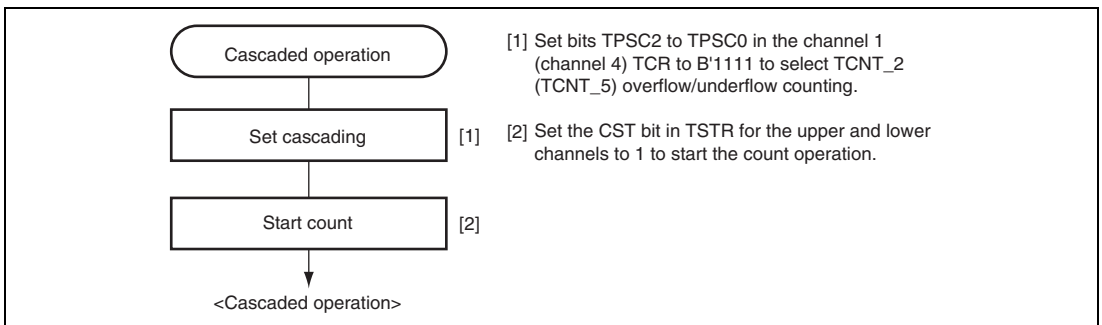 Cascaded operation
Set cascading
[1]
Start count
[2]
<Cascaded operation>
[1] Set bits TPSC2 to TPSC0 in the channel 1
(channel 4) TCR to B'1111 to select TCNT_2
(TCNT_5) overflow/underflow counting.
[2] Set the CST bit in TSTR for the upper and lower
channels to 1 to start the count operation.